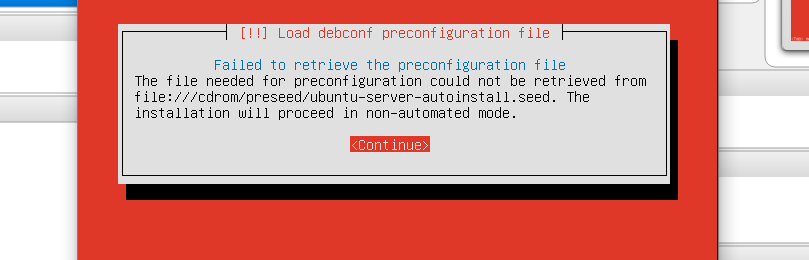 [!!] Load debconf preconfiguration file
Failed to retrieve the preconfiguration file
The file needed for preconfiguration could not be retrieved from
file:///cdrom/preseed/ubuntu-server-autoinstall.seed. The
installation will proceed in non-automated mode.
<Continue>